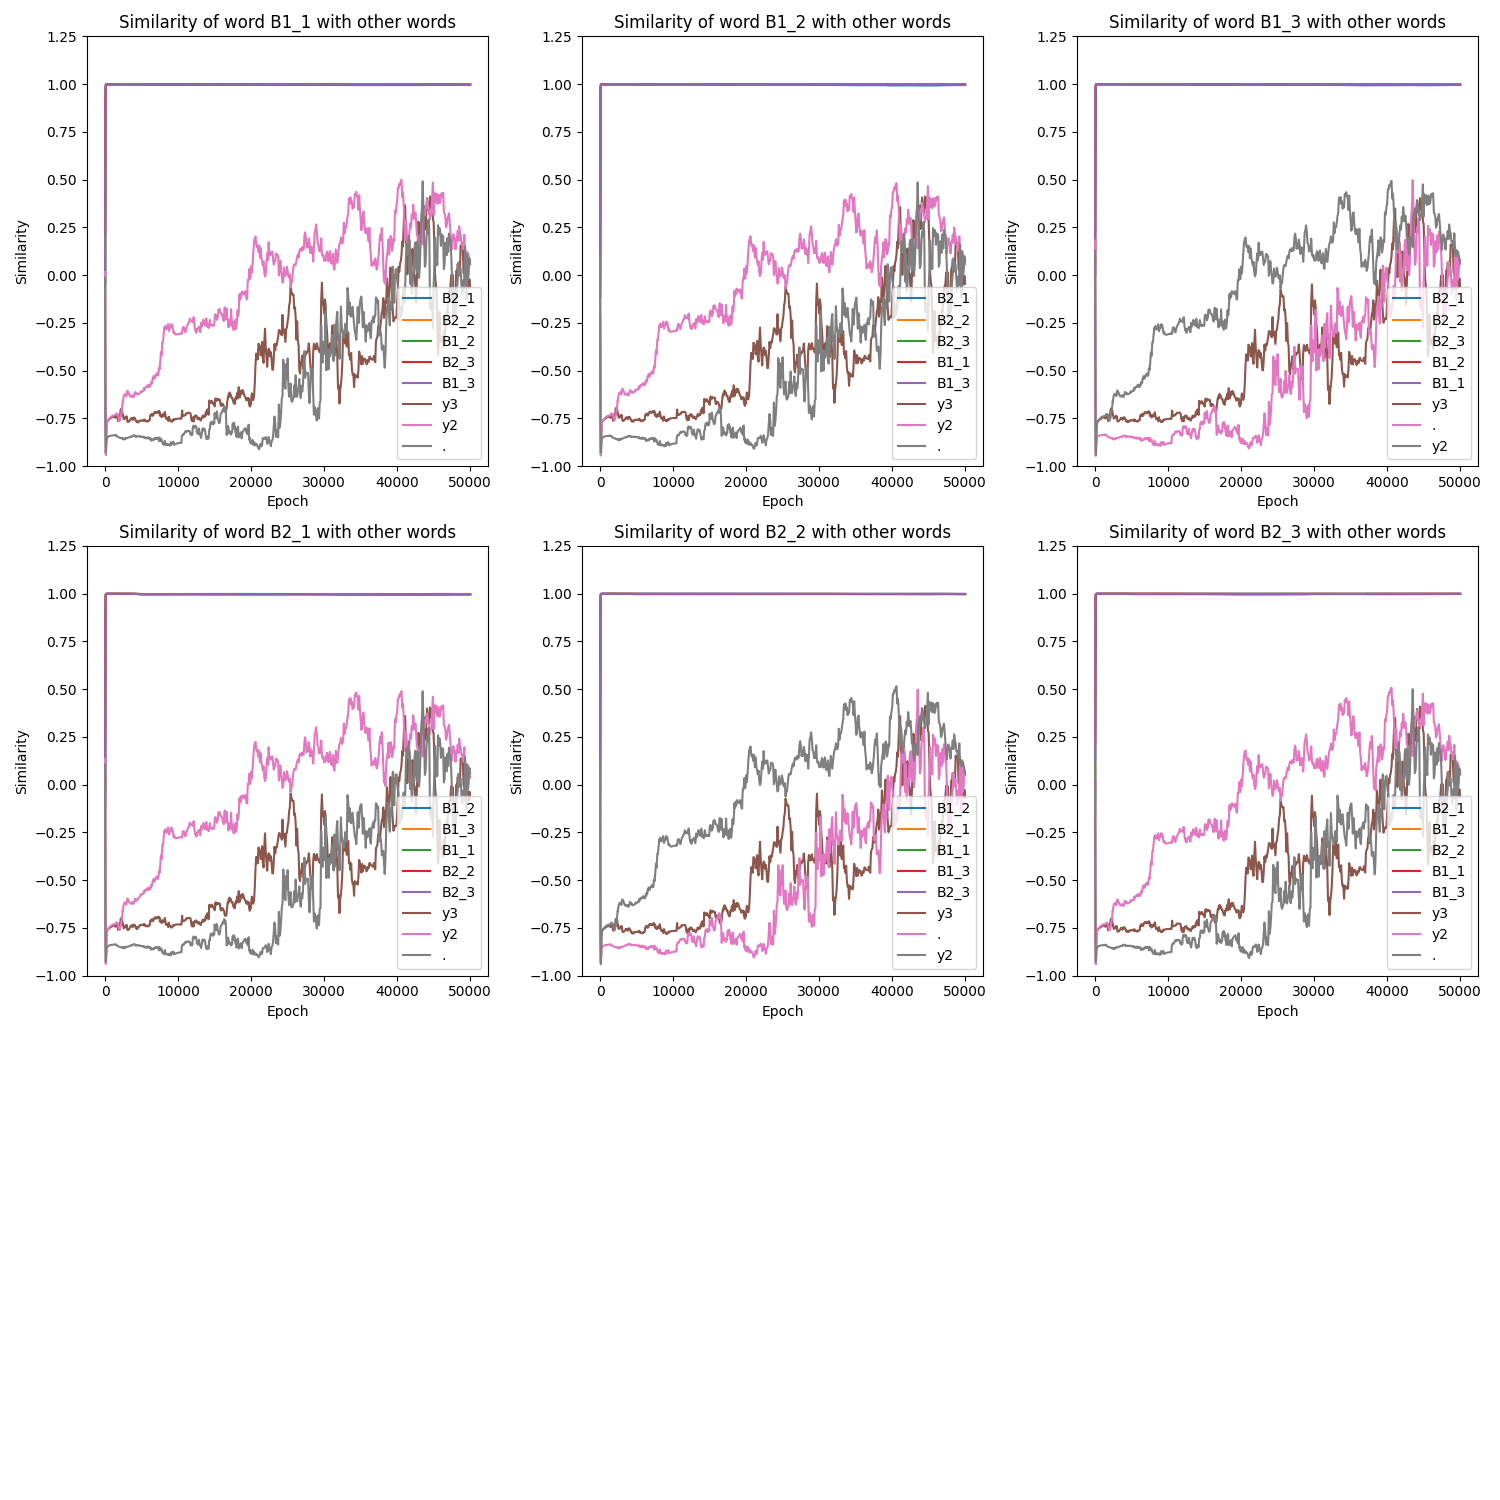 Similarity of word B1_1 with other words
1.25
1.00
0.75
0.50
0.25
0.00
−0.25
−0.50
−0.75
−1.00
Similarity
0 10000 20000 30000 40000 50000
Epoch
B2_1
B2_2
B1_2
B2_3
B1_3
y3
y2
.
Similarity of word B1_2 with other words
1.25
1.00
0.75
0.50
0.25
0.00
−0.25
−0.50
−0.75
−1.00
Similarity
0 10000 20000 30000 40000 50000
Epoch
B2_1
B2_2
B2_3
B1_1
B1_3
y3
y2
.
Similarity of word B1_3 with other words
1.25
1.00
0.75
0.50
0.25
0.00
−0.25
−0.50
−0.75
−1.00
Similarity
0 10000 20000 30000 40000 50000
Epoch
B2_1
B2_2
B2_3
B1_2
B1_1
y3
.
y2
Similarity of word B2_1 with other words
1.25
1.00
0.75
0.50
0.25
0.00
−0.25
−0.50
−0.75
−1.00
Similarity
0 10000 20000 30000 40000 50000
Epoch
B1_2
B1_3
B1_1
B2_2
B2_3
y3
y2
.
Similarity of word B2_2 with other words
1.25
1.00
0.75
0.50
0.25
0.00
−0.25
−0.50
−0.75
−1.00
Similarity
0 10000 20000 30000 40000 50000
Epoch
B1_2
B2_1
B1_1
B1_3
B2_3
y3
.
y2
Similarity of word B2_3 with other words
1.25
1.00
0.75
0.50
0.25
0.00
−0.25
−0.50
−0.75
−1.00
Similarity
0 10000 20000 30000 40000 50000
Epoch
B2_1
B1_2
B2_2
B1_1
B1_3
y3
y2
.